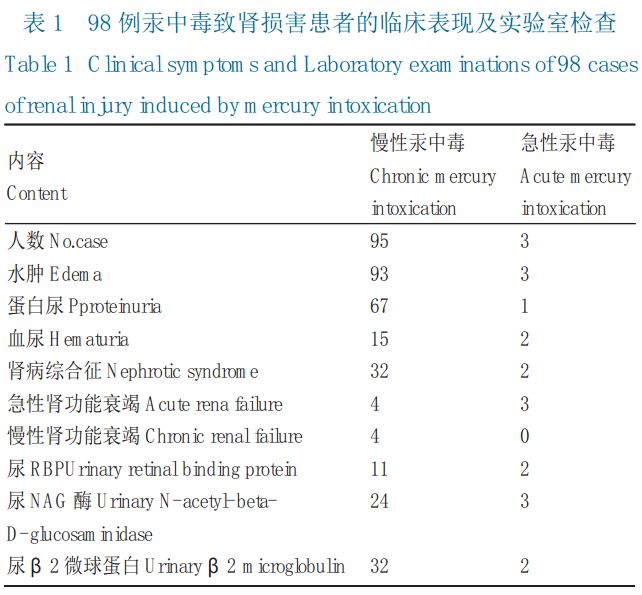 表 1 98 例汞中毒致肾损害患者的临床表现及实验室检查
Table 1 Clinical symptoms and Laboratory examinations of 98 cases
of renal injury induced by mercury intoxication
内容
Content
慢性汞中毒
Chronic mercury
intoxication
急性汞中毒
Acute mercury
intoxication
人数 No.case 95 3
水肿 Edema 93 3
蛋白尿 Pproteinuria 67 1
血尿 Hematuria 15 2
肾病综合征 Nephrotic syndrome 32 2
急性肾功能衰竭 Acute rena failure 4 3
慢性肾功能衰竭 Chronic renal failure 4 0
尿 RBP Urinary retinal binding protein 11 2
尿 NAG 酶 Urinary N-acetyl-beta- 24 3
D-glucosaminidase
尿 β 2 微球蛋白 Urinary β 2 microglobulin 32 2